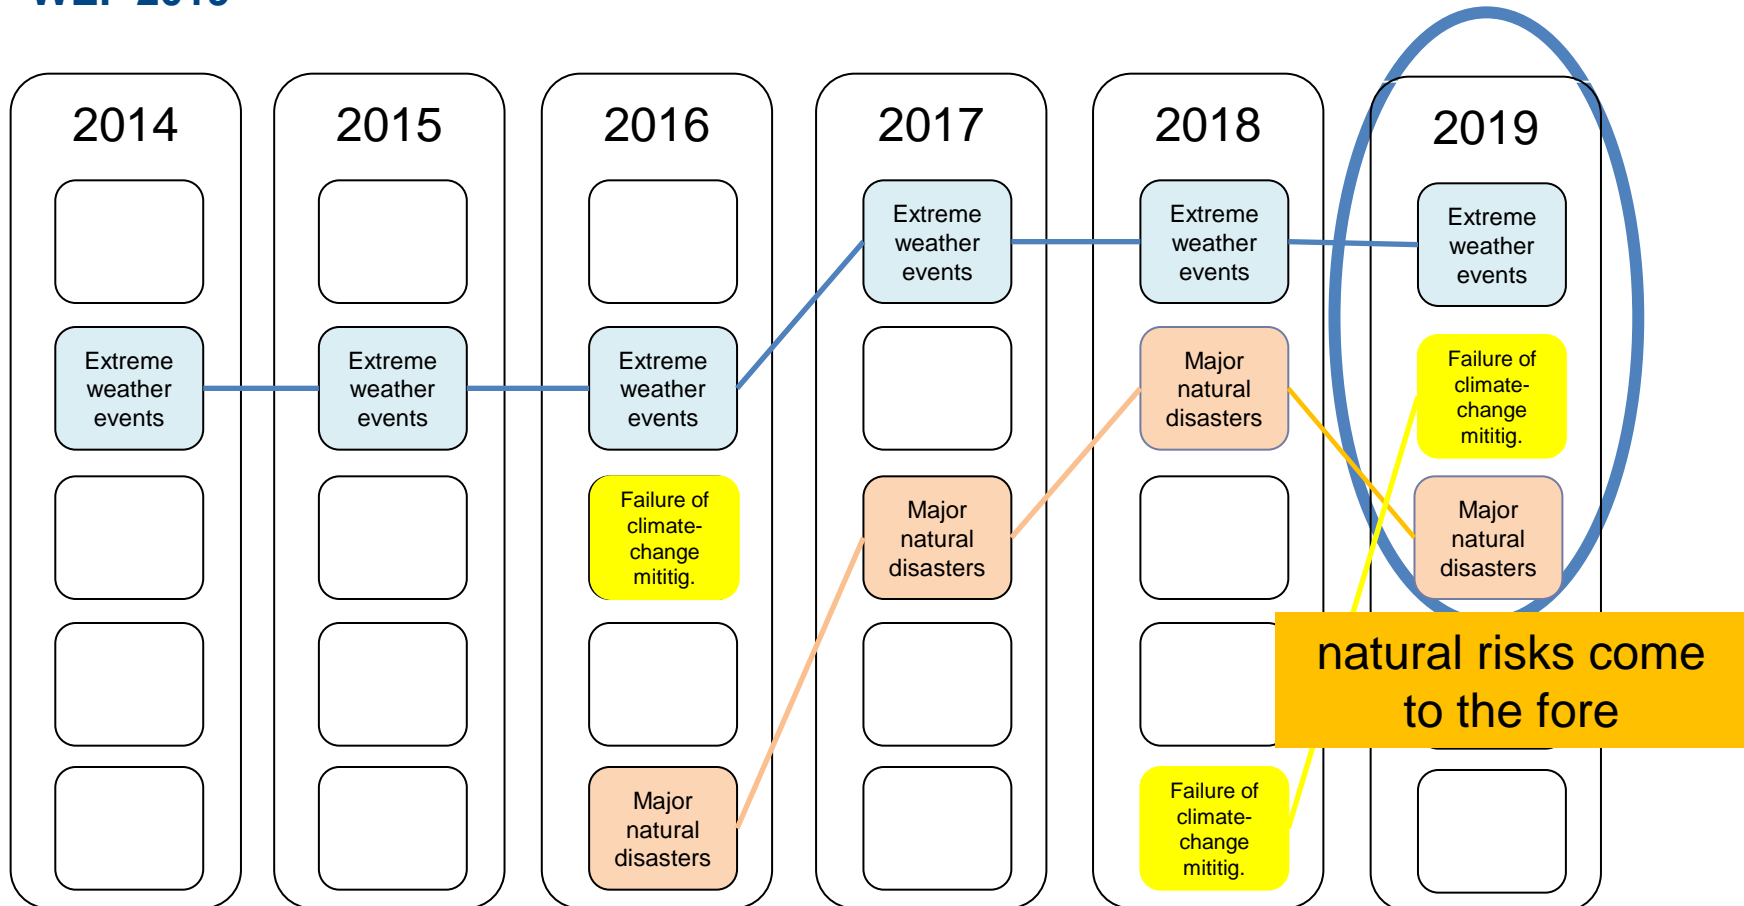 2014
2015
2016
2017
2018
2019
Extreme
weather
events
Extreme
weather
events
Extreme
weather
events
Extreme
weather
events
Extreme
weather
events
Extreme
weather
events
Failure of
climate-
change
mititig.
Major
natural
disasters
Major
natural
disasters
Major
natural
disasters
Failure of
climate-
change
mititig.
Major
natural
disasters
Failure of
climate-
change
mititig.
natural risks come
to the fore